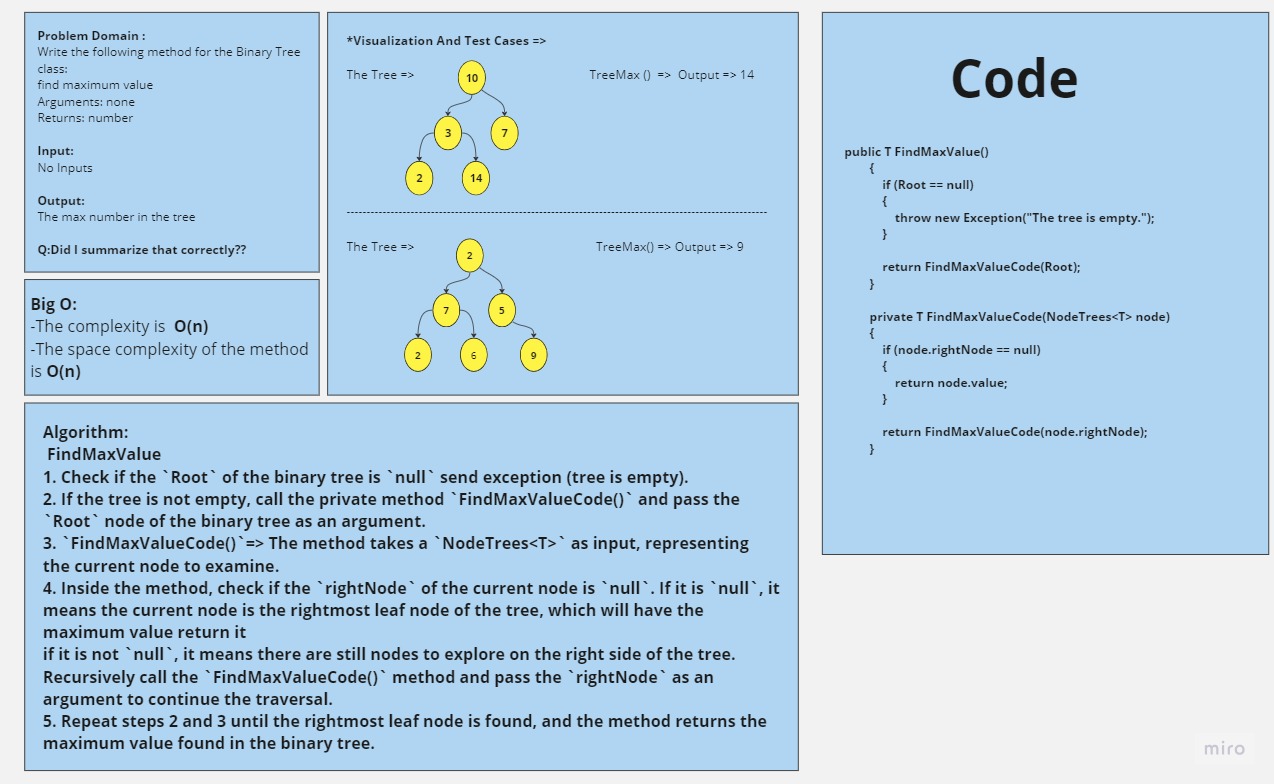 Problem Domain :
Write the following method for the Binary Tree
class:
find maximum value
Arguments: none
Returns: number
Input:
No Inputs
Output:
The max number in the tree
Q:Did I summarize that correctly??
Big O:
-The complexity is O(n)
-The space complexity of the method
is O(n)
*Visualization And Test Cases =>
The Tree =>
TreeMax () => Output => 14
10
3
7
2
14
--------------------------------------------------------------------------------------------------------
The Tree =>
TreeMax() => Output => 9
2
7
5
2
6
9
Algorithm:
FindMaxValue
1. Check if the `Root` of the binary tree is `null` send exception (tree is empty).
2. If the tree is not empty, call the private method `FindMaxValueCode()` and pass the
`Root` node of the binary tree as an argument.
3. `FindMaxValueCode()`=> The method takes a `NodeTrees<T>` as input, representing
the current node to examine.
4. Inside the method, check if the `rightNode` of the current node is `null`. If it is `null`, it
means the current node is the rightmost leaf node of the tree, which will have the
maximum value return it
if it is not `null`, it means there are still nodes to explore on the right side of the tree.
Recursively call the `FindMaxValueCode()` method and pass the `rightNode` as an
argument to continue the traversal.
5. Repeat steps 2 and 3 until the rightmost leaf node is found, and the method returns the
maximum value found in the binary tree.
Code
public T FindMaxValue()
{
if (Root == null)
{
throw new Exception("The tree is empty.");
}
return FindMaxValueCode(Root);
}
private T FindMaxValueCode(NodeTrees<T> node)
{
if (node.rightNode == null)
{
return node.value;
}
return FindMaxValueCode(node.rightNode);
}
miro